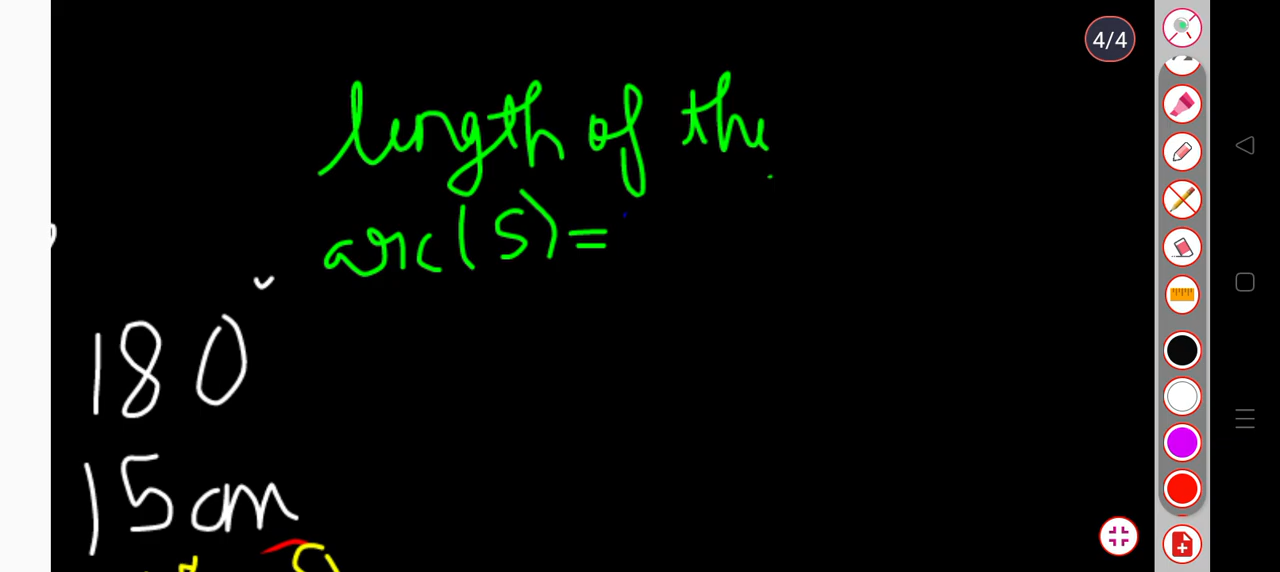 4/4
length of the
arc(S)=
180
15cm